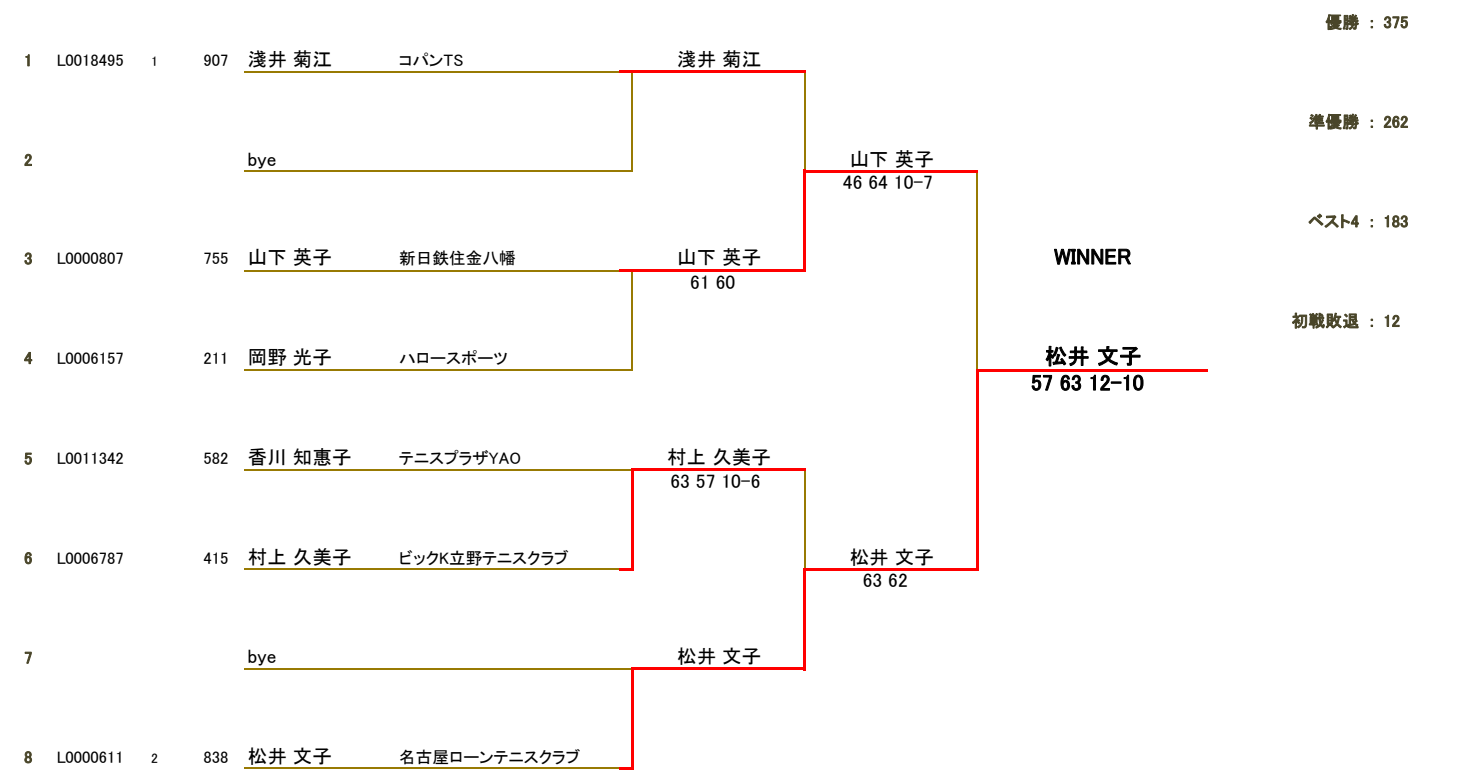 優勝 : 375
1 L0018495 1 907 淺井 菊江 コパンTS 淺井 菊江
準優勝 : 262
2 bye 山下 英子
46 64 10-7
ベスト4 : 183
3 L0000807 755 山下 英子 新日鉄住金八幡 山下 英子 WINNER
61 60
初戦敗退 : 12
4 L0006157 211 岡野 光子 ハロースポーツ 松井 文子
57 63 12-10
5 L0011342 582 香川 知惠子 テニスプラザYAO 村上 久美子
63 57 10-6
6 L0006787 415 村上 久美子 ビックK立野テニスクラブ 松井 文子
63 62
7 bye 松井 文子
8 L0000611 2 838 松井 文子 名古屋ローンテニスクラブ